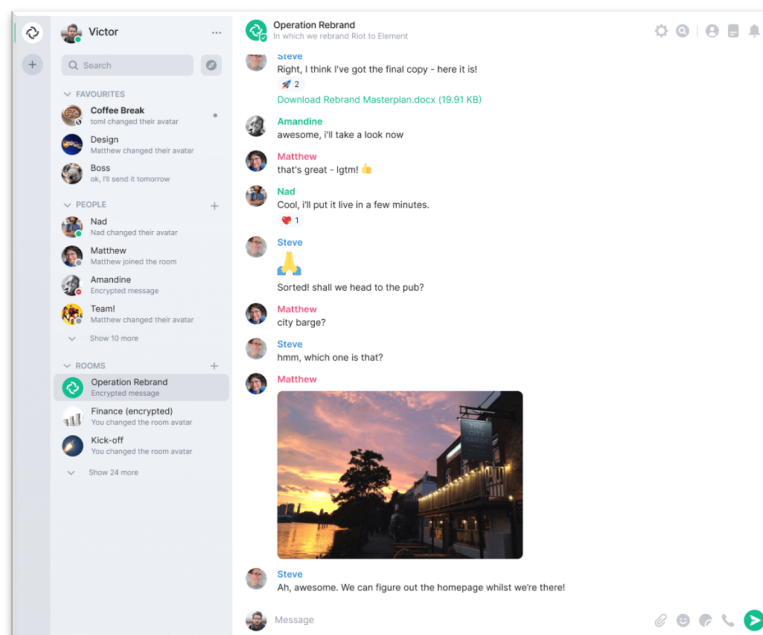 Victor
Search
FAVOURITES
Coffee Break
toml changed their avatar
Design
Matthew changed their avatar
Boss
ok, I'll send it tomorrow
PEOPLE
Nad
Nad changed their avatar
Matthew
Matthew joined the room
Amandine
Encrypted message
Team!
Matthew changed their avatar
Show 10 more
ROOMS
Operation Rebrand
Encrypted message
Finance (encrypted)
You changed the room avatar
Kick-off
You changed the room avatar
Show 24 more
Operation Rebrand
In which we rebrand Riot to Element
Steve
Right, I think I've got the final copy - here it is!
🚀 2
Download Rebrand Masterplan.docx (19.91 KB)
Amandine
awesome, i'll take a look now
Matthew
that's great - lgtm! 👍
Nad
Cool, i'll put it live in a few minutes.
❤️ 1
Steve
🙏
Sorted! shall we head to the pub?
Matthew
city barge?
Steve
hmm, which one is that?
Matthew
THE CITY BARGE
Steve
Ah, awesome. We can figure out the homepage whilst we're there!
Message